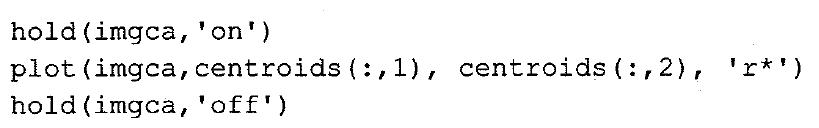 hold(imgca,'on')
plot(imgca,centroids(:,1), centroids(:,2), 'r*')
hold(imgca,'off')